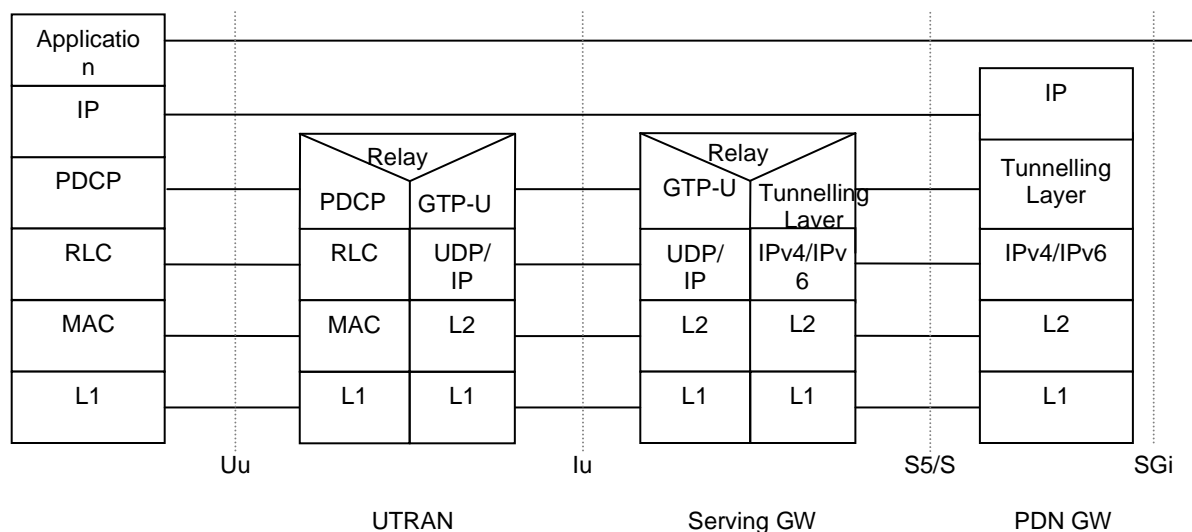 Applicatio
n
IP
PDCP
RLC
MAC
L1
Relay
PDCP
GTP-U
RLC
UDP/
IP
MAC
L2
L1
L1
Relay
GTP-U
Tunnelling
Layer
UDP/
IP
IPv4/IPv
6
L2
L2
L1
L1
IP
Tunnelling
Layer
IPv4/IPv6
L2
L1
Uu
Iu
S5/S
SGi
UTRAN
Serving GW
PDN GW